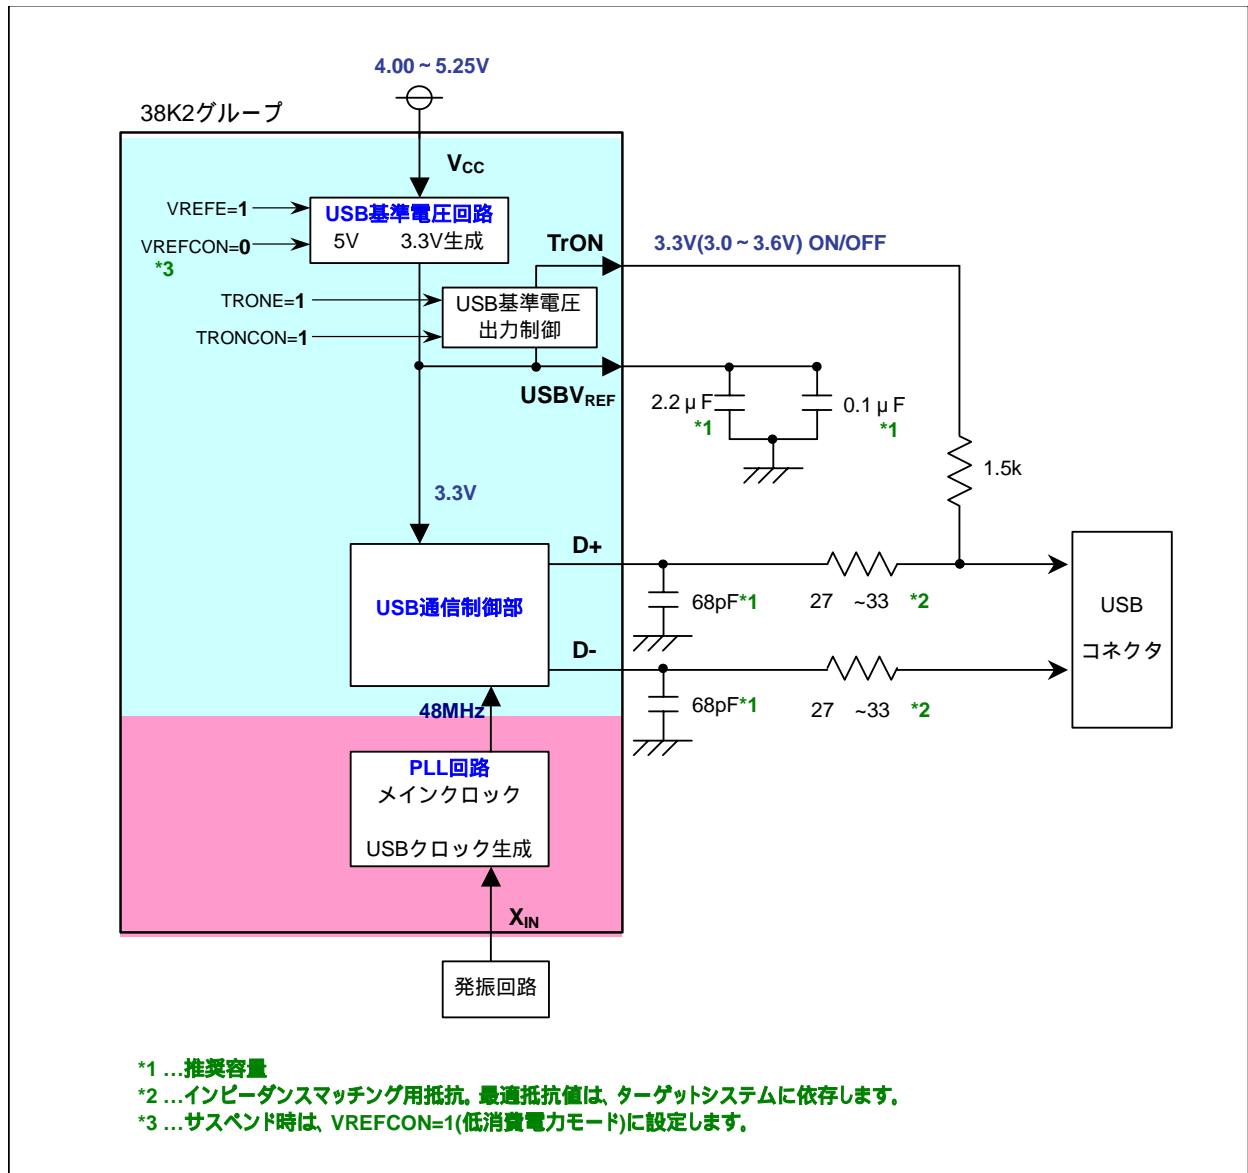 4.00～5.25V
38K2グループ
VCC
VREFE=1
USB基準電圧回路
5V 3.3V生成
VREFCON=0
*3
TrON
3.3V(3.0～3.6V) ON/OFF
TRONE=1
USB基準電圧
出力制御
TRONCON=1
USBVREF
2.2μF
*1
0.1μF
*1
1.5k
3.3V
D+
USB通信制御部
68pF*1
27 ~33 *2
USB
コネクタ
D-
68pF*1
27 ~33 *2
48MHz
PLL回路
メインクロック
USBクロック生成
XIN
発振回路
*1 …推奨容量
*2 …インピーダンスマッチング用抵抗。最適抵抗値は、ターゲットシステムに依存します。
*3 …サスペンド時は、VREFCON=1(低消費電力モード)に設定します。